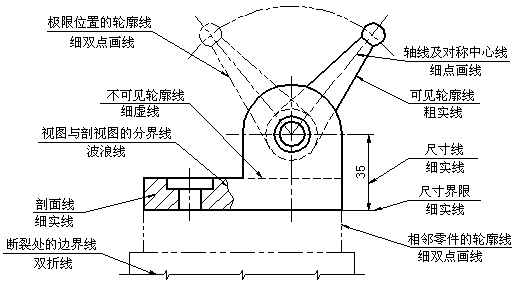 极限位置的轮廓线
细双点画线
轴线及对称中心线
细点画线
不可见轮廓线
细虚线
可见轮廓线
粗实线
视图与剖视图的分界线
波浪线
尺寸线
细实线
35
尺寸界限
细实线
剖面线
细实线
断裂处的边界线
双折线
相邻零件的轮廓线
细双点画线